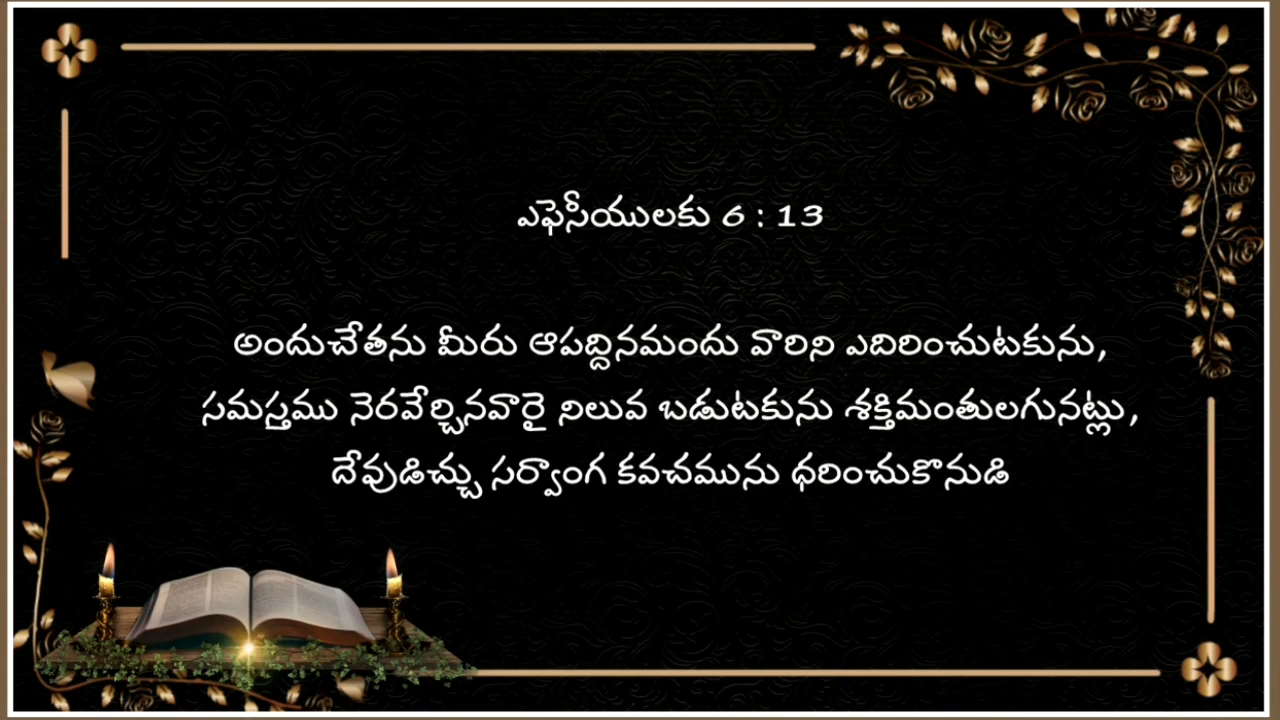 ఎఫెసీయులకు 6 : 13
అందుచేతను మీరు ఆపద్దినమందు వారిని ఎదిరించుటకును,
సమస్తము నెరవేర్చినవారై నిలువ బడుటకును శక్తిమంతులగునట్లు,
దేవుడిచ్చు సర్వాంగ కవచమును ధరించుకొనుడి